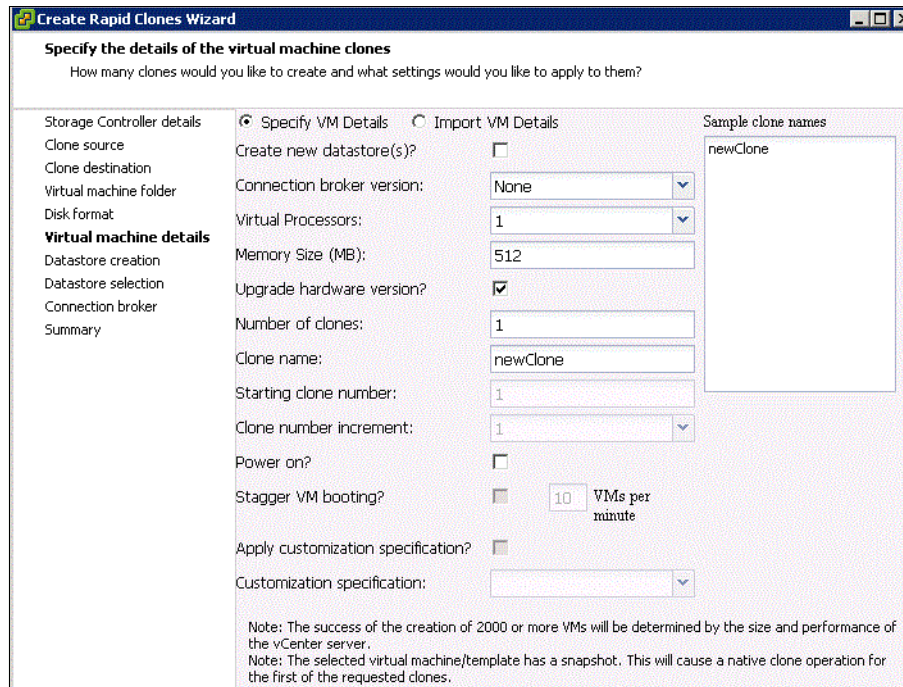 Create Rapid Clones Wizard
Specify the details of the virtual machine clones
How many clones would you like to create and what settings would you like to apply to them?
Storage Controller details
Clone source
Clone destination
Virtual machine folder
Disk format
Virtual machine details
Datastore creation
Datastore selection
Connection broker
Summary
Specify VM Details Import VM Details
Create new datastore(s)?
Connection broker version: None
Virtual Processors: 1
Memory Size (MB): 512
Upgrade hardware version?
Number of clones: 1
Clone name: newClone
Starting clone number: 1
Clone number increment: 1
Power on?
Stagger VM booting? 10 VMs per
minute
Apply customization specification?
Customization specification:
Sample clone names
newClone
Note: The success of the creation of 2000 or more VMs will be determined by the size and performance of
the vCenter server.
Note: The selected virtual machine/template has a snapshot. This will cause a native clone operation for
the first of the requested clones.